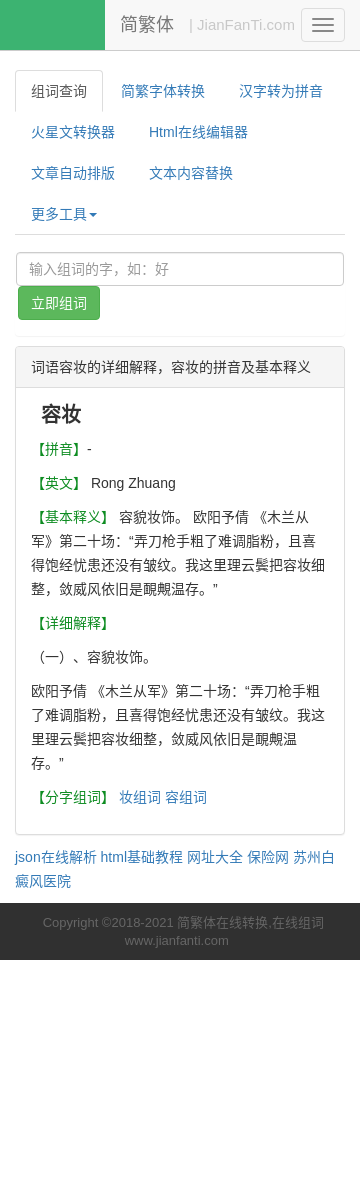 简繁体 | JianFanTi.com
组词查询 简繁字体转换 汉字转为拼音
火星文转换器 Html在线编辑器
文章自动排版 文本内容替换
更多工具
输入组词的字，如：好
立即组词
词语容妆的详细解释，容妆的拼音及基本释义
容妆
【拼音】-
【英文】 Rong Zhuang
【基本释义】 容貌妆饰。 欧阳予倩 《木兰从
军》第二十场：“弄刀枪手粗了难调脂粉，且喜
得饱经忧患还没有皱纹。我这里理云鬓把容妆细
整，敛威风依旧是靦觍温存。”
【详细解释】
（一）、容貌妆饰。
欧阳予倩 《木兰从军》第二十场：“弄刀枪手粗
了难调脂粉，且喜得饱经忧患还没有皱纹。我这
里理云鬓把容妆细整，敛威风依旧是靦觍温
存。”
【分字组词】 妆组词 容组词
json在线解析 html基础教程 网址大全 保险网 苏州白
癜风医院
Copyright ©2018-2021 简繁体在线转换,在线组词
www.jianfanti.com